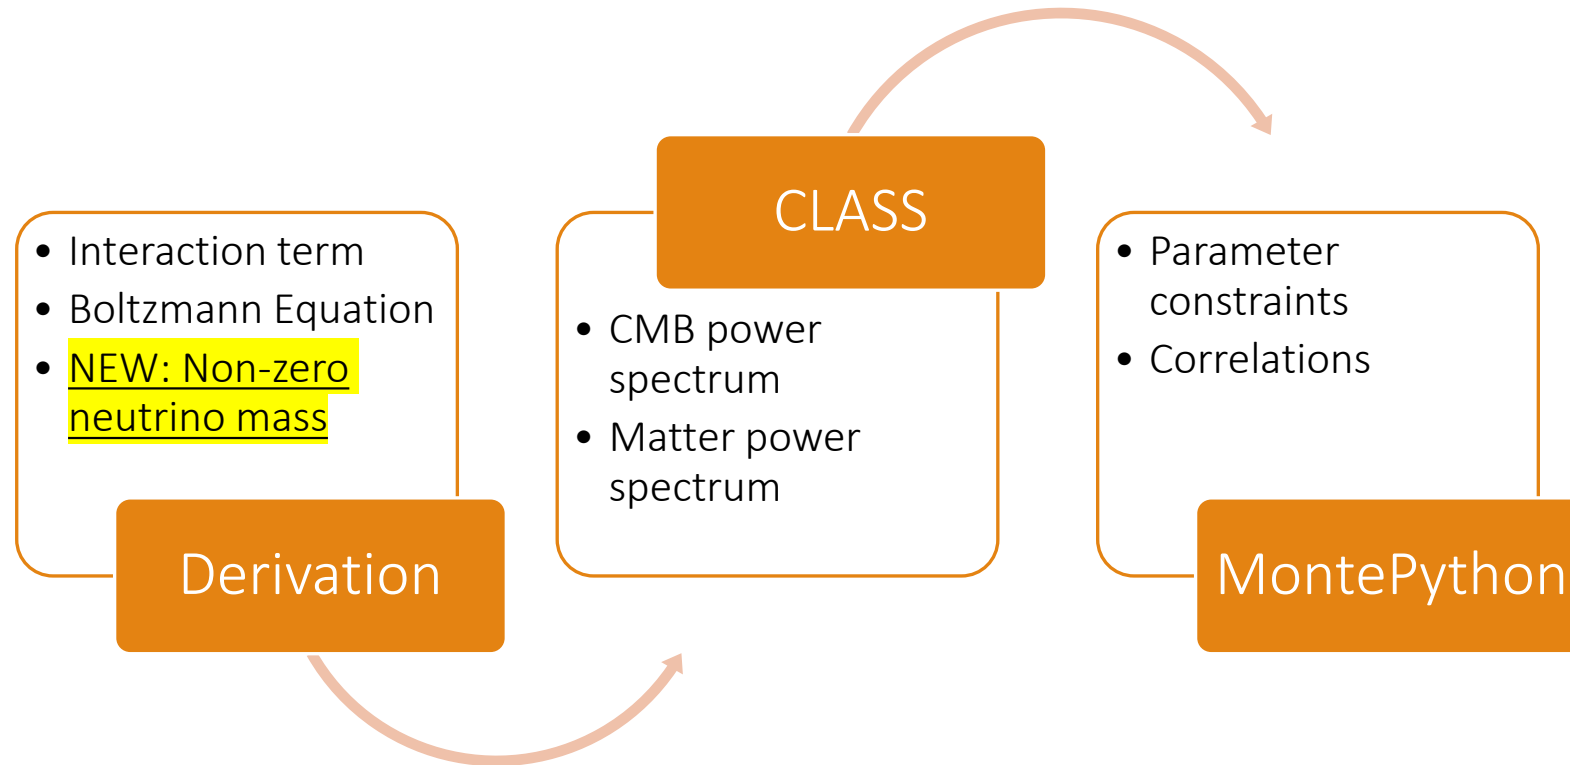 • Interaction term
• Boltzmann Equation
• NEW: Non-zero
neutrino mass
Derivation
CLASS
• CMB power
spectrum
• Matter power
spectrum
• Parameter
constraints
• Correlations
MontePython